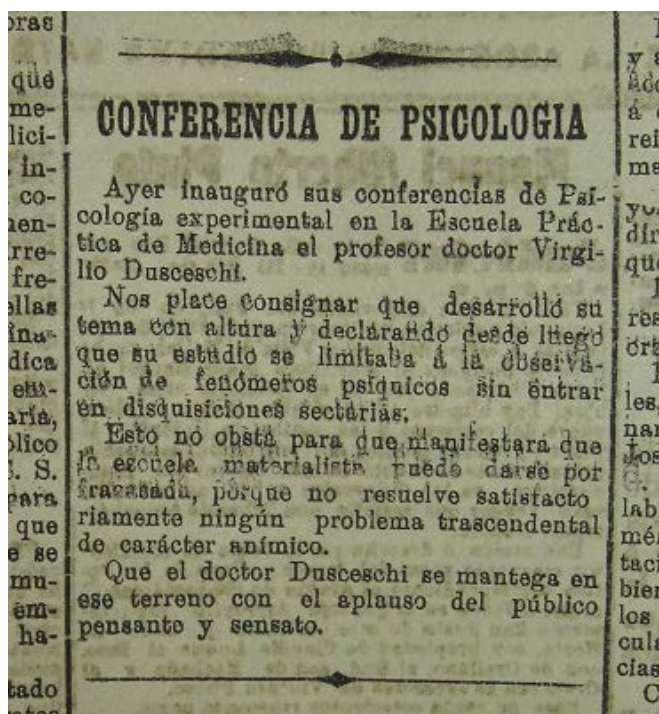 CONFERENCIA DE PSICOLOGIA
Ayer inauguró sus conferencias de Psi-
cología experimental en la Escuela Prác-
tica de Medicina el profesor doctor Virgi-
lio Dusceschi.
Nos place consignar que desarrolló su
tema con altura y declarando desde luego
que su estudio se limitaba á la observa-
ción de fenómeros psíquicos sin entrar
en disquisiciones sectarias.
Esto no obstá para que manifestara que
la escuela materialista puede darse por
fracasada, porque no resuelve satisfacto
riamente ningún problema trascendental
de carácter anímico.
Que el doctor Dusceschi se mantega en
ese terreno con el aplauso del público
pensante y sensato.